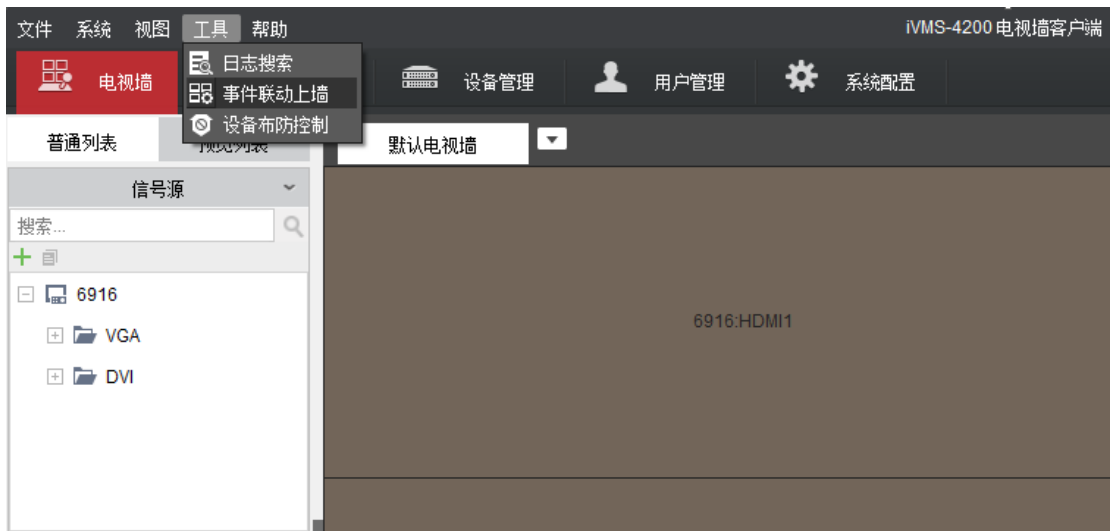 文件 系统 视图 工具 帮助 iVMS-4200 电视墙客户端
日志搜索
电视墙 设备管理 用户管理 系统配置
事件联动上墙
设备布防控制
普通列表 预览列表 默认电视墙
信号源
搜索...
6916
VGA
DVI
6916:HDMI1